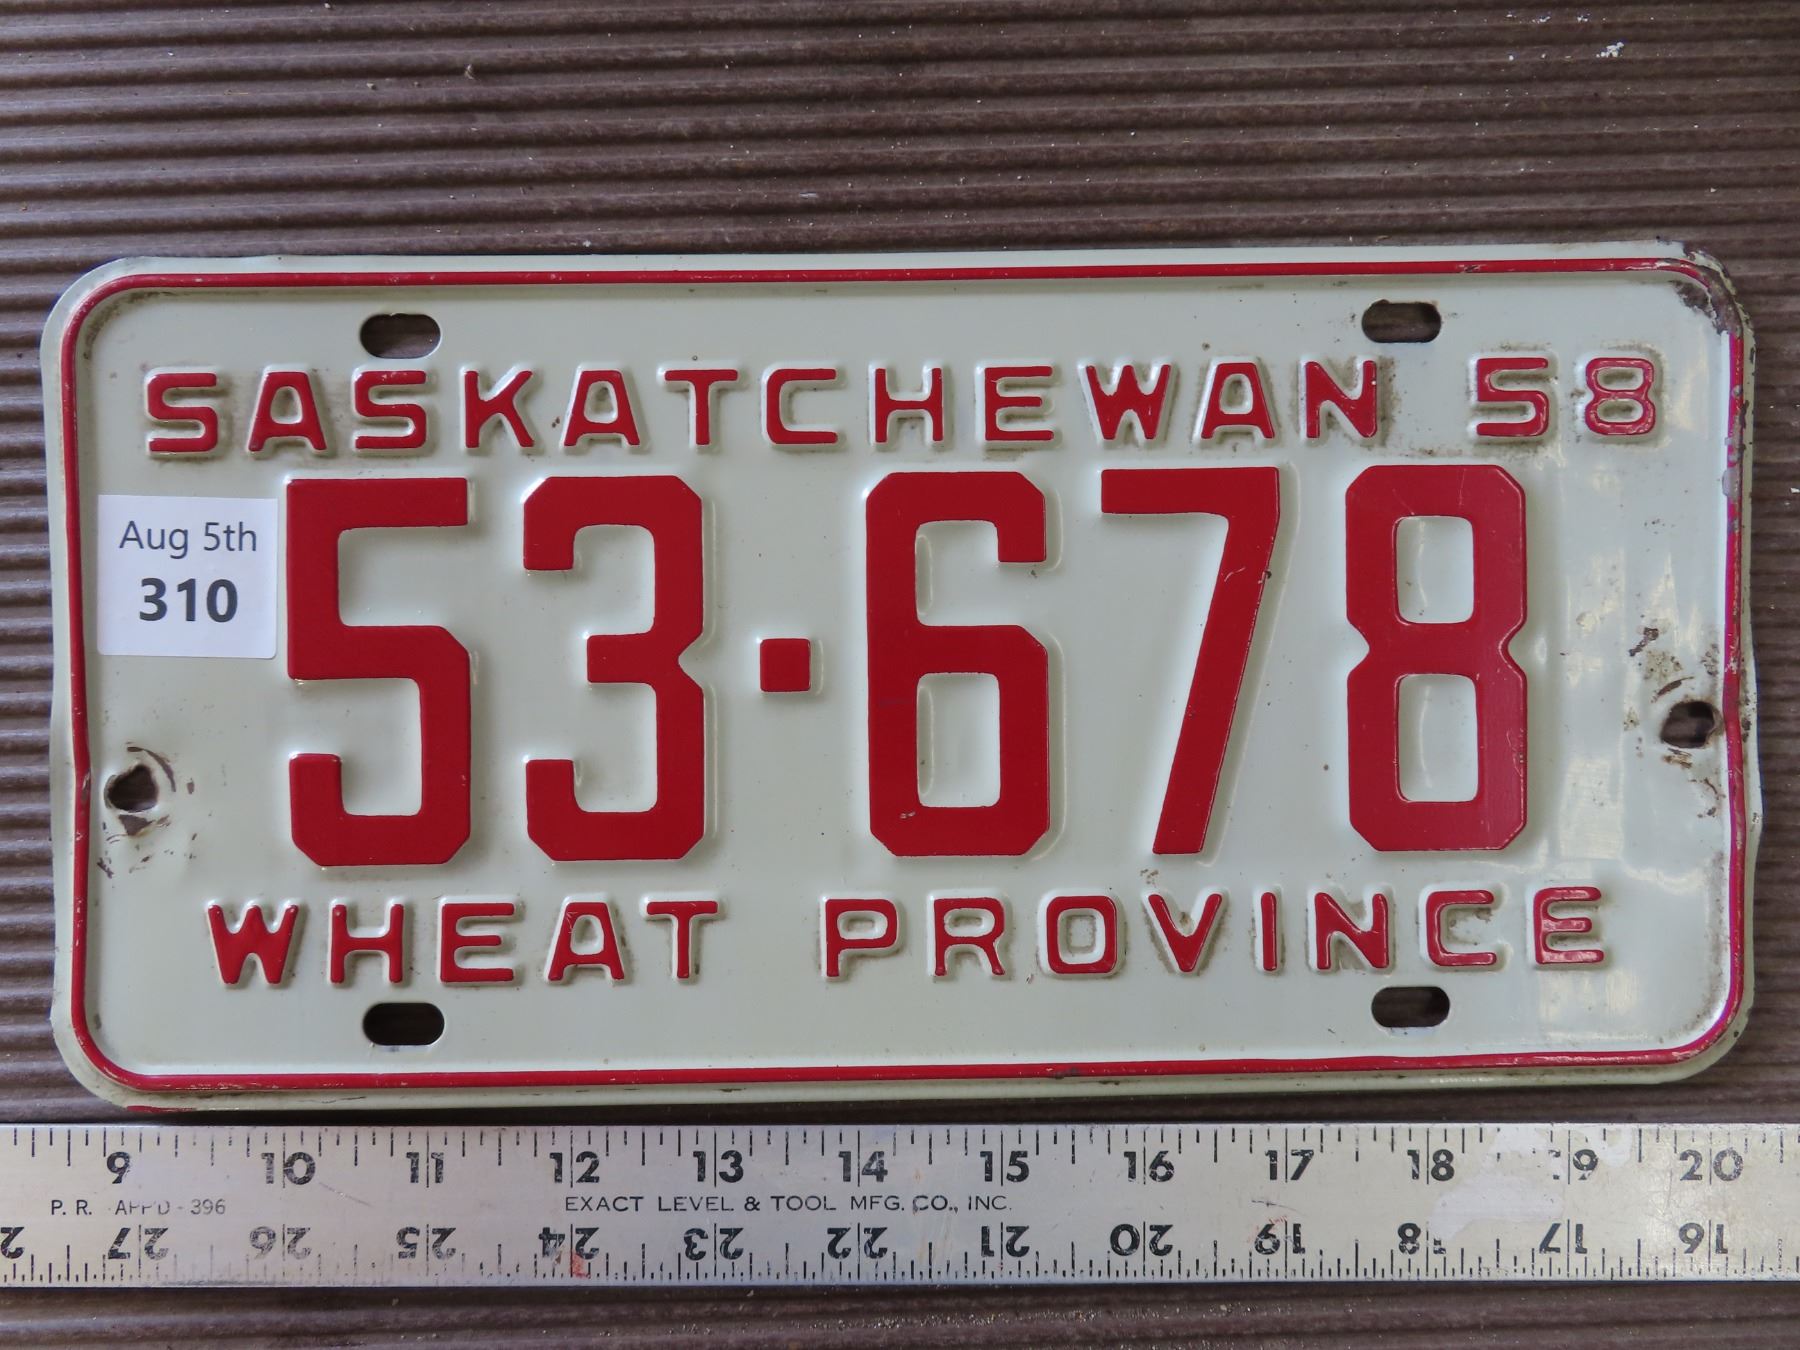 SASKATCHEWAN 58
Aug 5th
310
53·678
WHEAT PROVINCE
9 10 11 12 13 14 15 16 17 18 19 20
P. R. APP'D - 396 EXACT LEVEL & TOOL MFG. CO., INC.
27 26 25 24 23 22 21 20 19 18 17 16